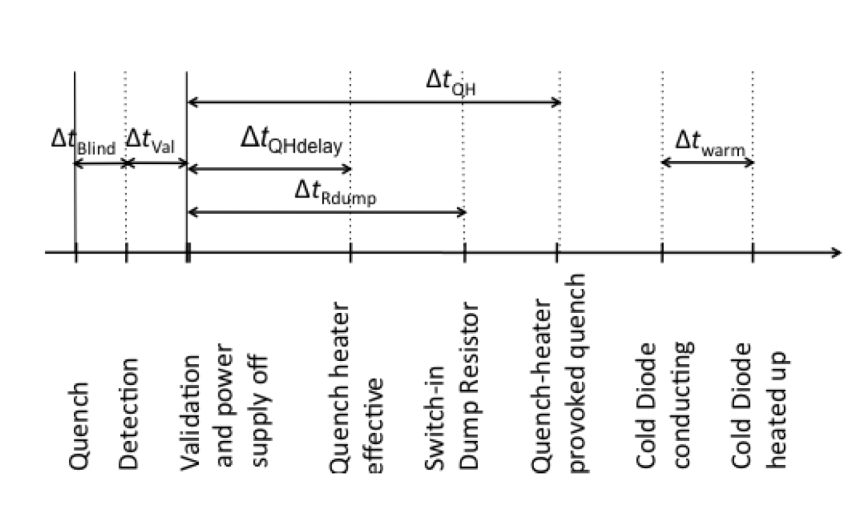 Δt_QH
Δt_Blind
Δt_Val
Δt_QHdelay
Δt_warm
Δt_Rdump
Quench
Detection
Validation
and power
supply off
Quench heater
effective
Switch-in
Dump Resistor
Quench-heater
provoked quench
Cold Diode
conducting
Cold Diode
heated up